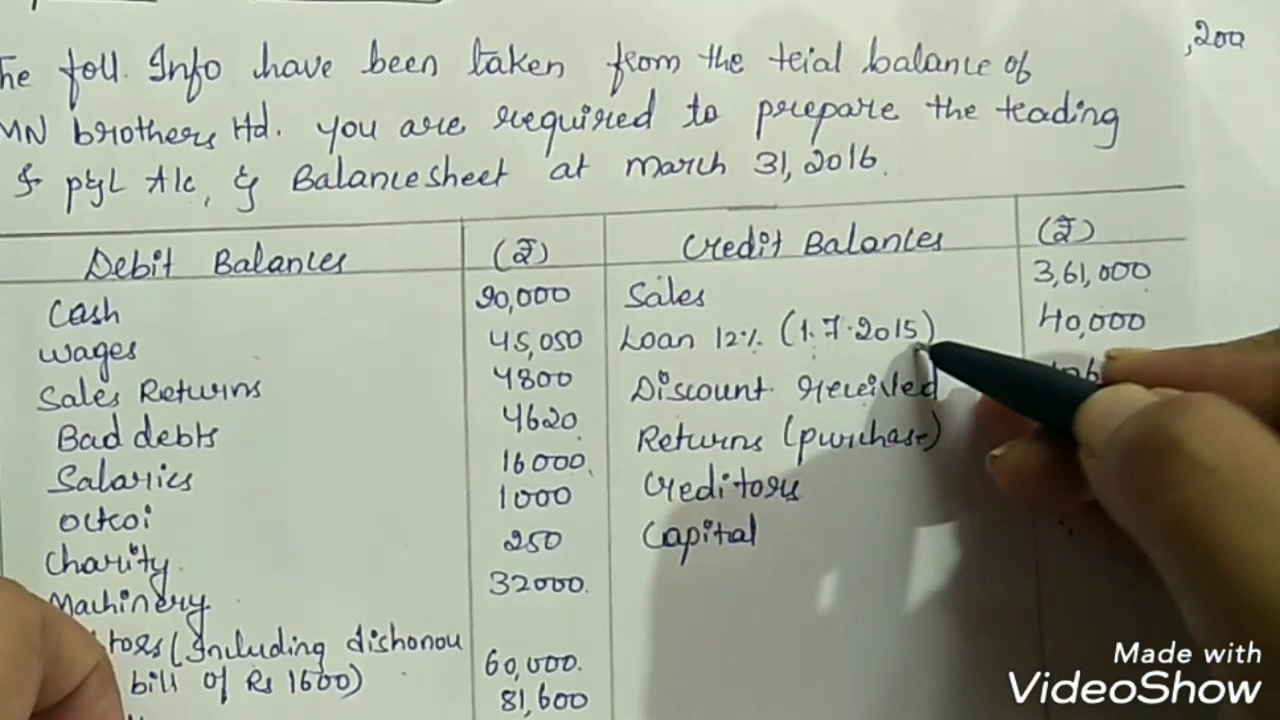 ,200
The foll. Info have been taken from the trial balance of
MN brothers Htd. You are required to prepare the trading
& P&L A/c, & Balancesheet at March 31, 2016.
Debit Balances (₹) Credit Balances (₹)
Cash 90,000 Sales 3,61,000
Wages 45,050 Loan 12% (1.7.2015) 40,000
Sales Returns 4800 Discount received
Bad debts 4620 Returns (purchase)
Salaries 16000. Creditors
Octroi 1000 Capital
Charity. 250
Machinery 32000.
(Including dishonou
bill of Rs 1600) 60,000.
81,600
Made with
VideoShow